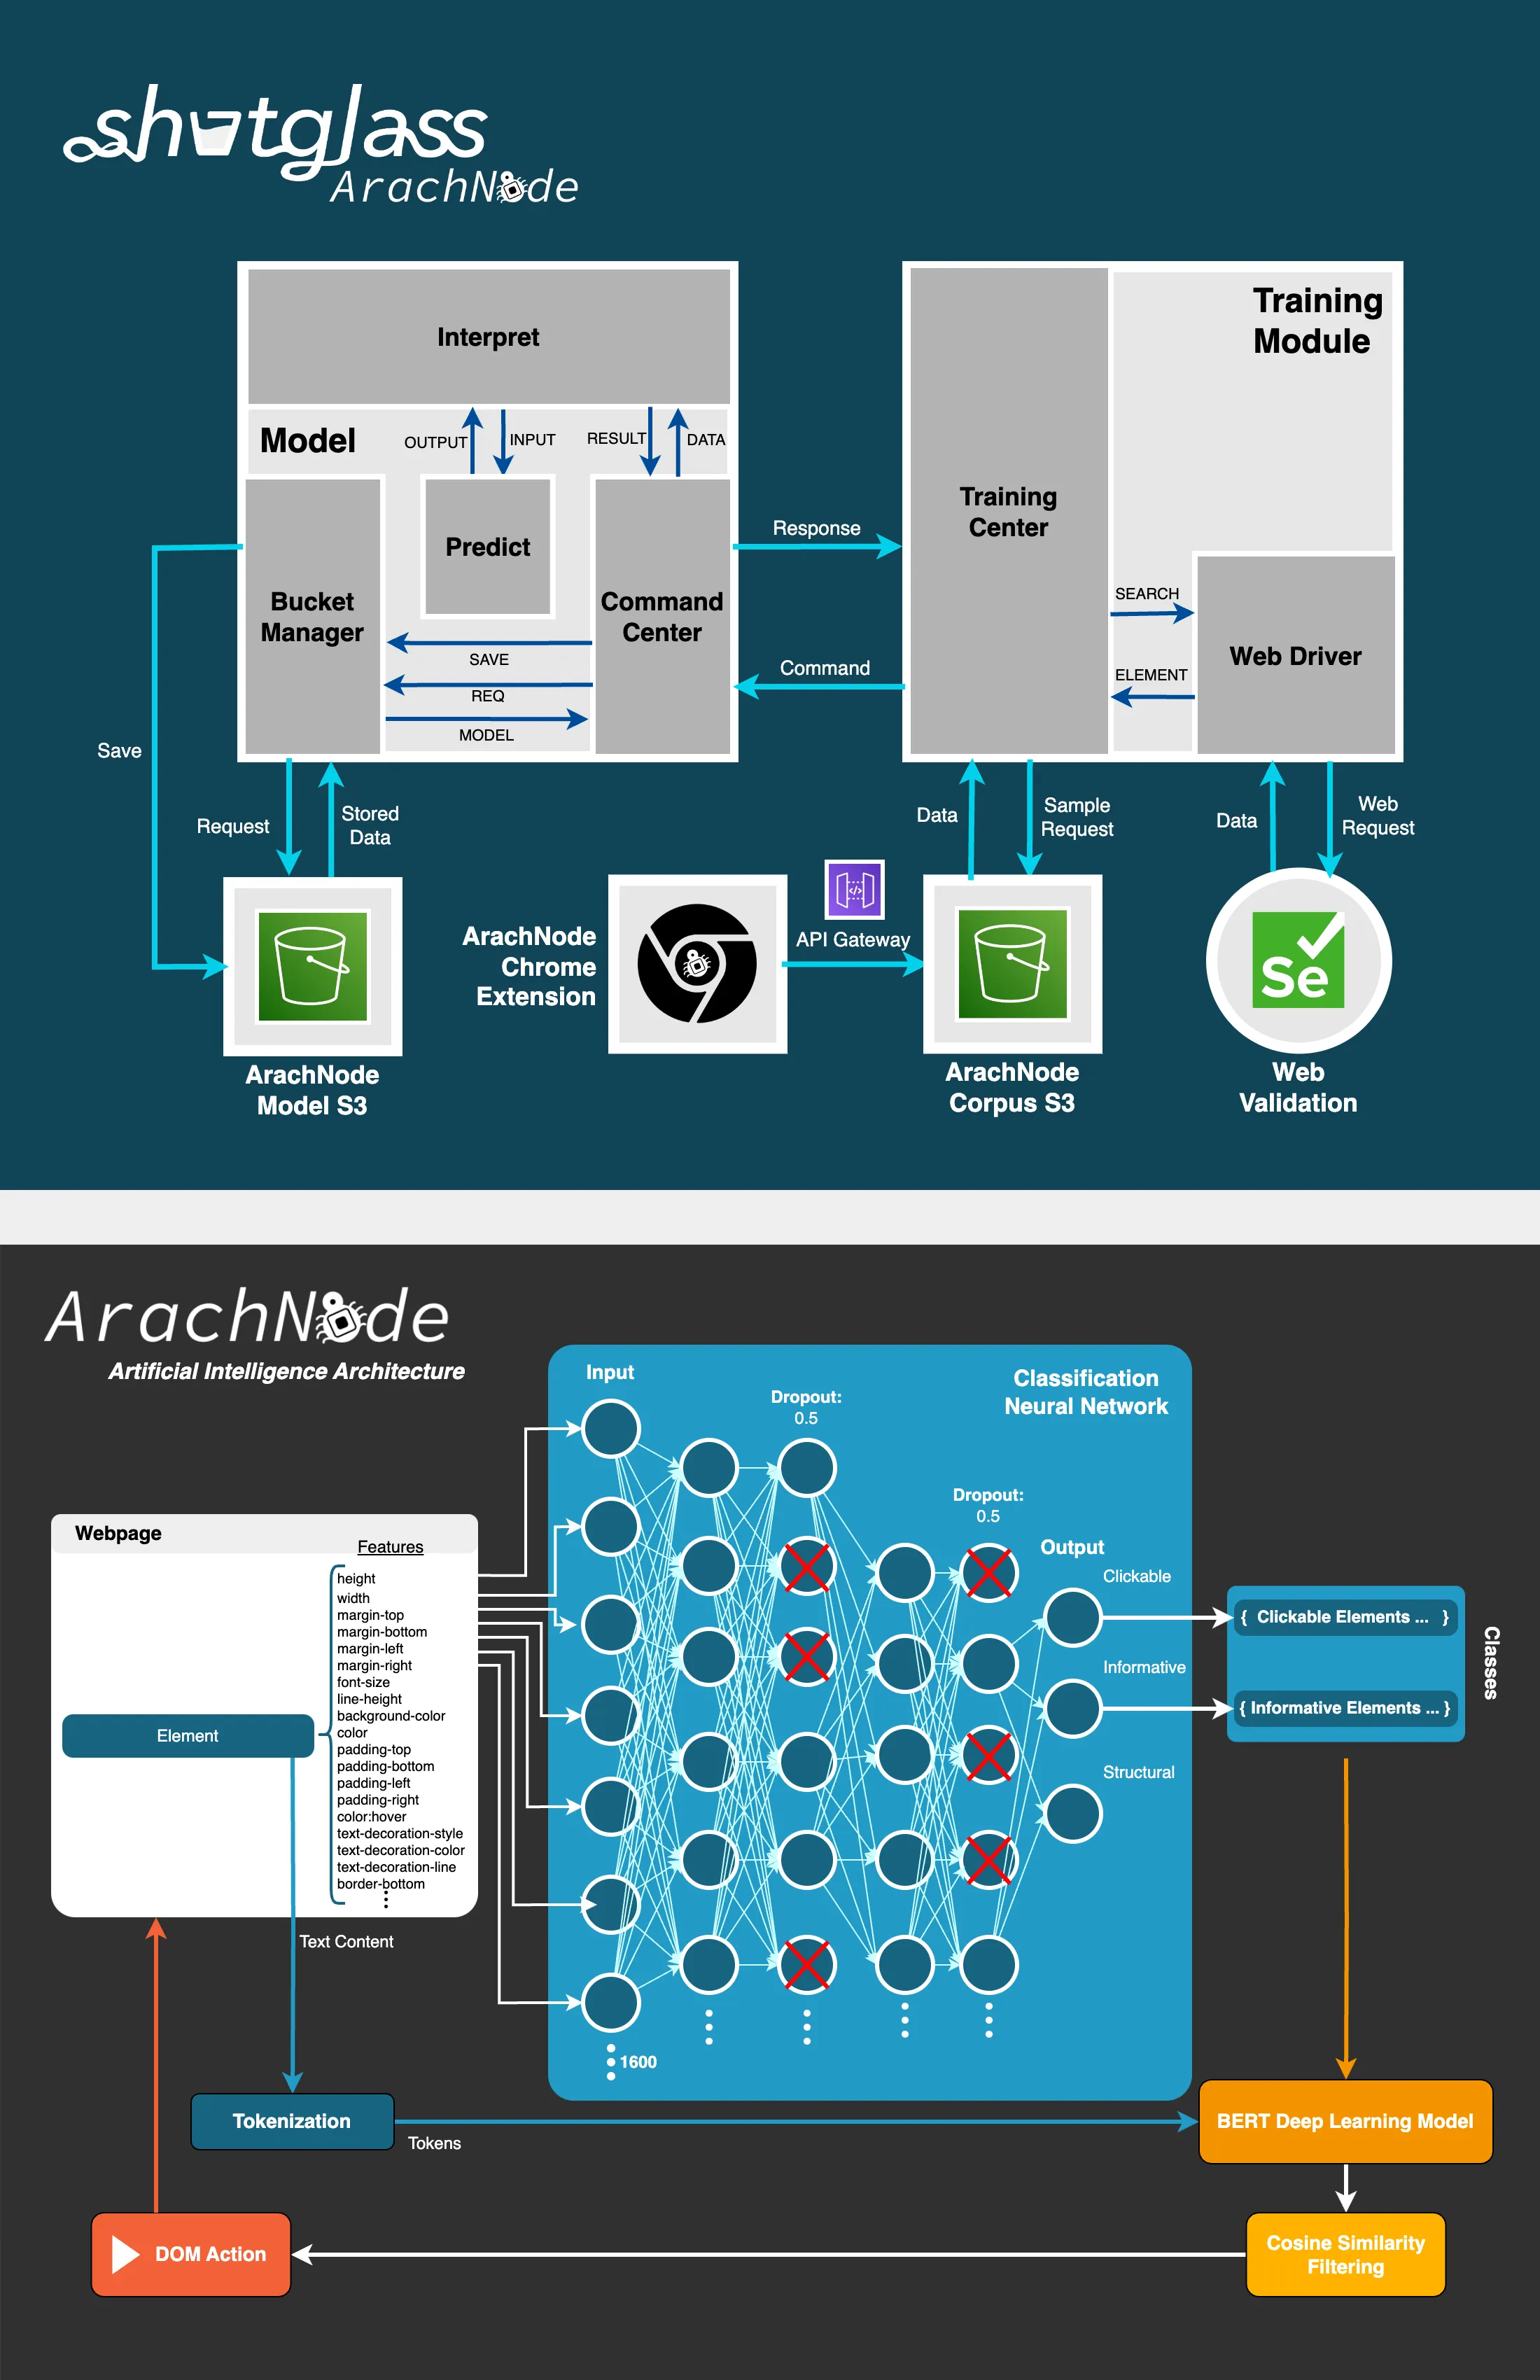 shotglass
ArachNode
Interpret
Training
Module
Model
OUTPUT
INPUT
RESULT
DATA
Training
Center
Predict
Response
Bucket
Manager
Command
Center
SEARCH
SAVE
Web Driver
Command
ELEMENT
REQ
MODEL
Save
Request
Stored
Data
Data
Sample
Request
Data
Web
Request
ArachNode
Chrome
Extension
</>
API Gateway
Se
ArachNode
Model S3
ArachNode
Corpus S3
Web
Validation
ArachNode
Artificial Intelligence Architecture
Input
Classification
Neural Network
Dropout:
0.5
Dropout:
0.5
Webpage
Features
Output
height
width
margin-top
margin-bottom
margin-left
margin-right
font-size
line-height
background-color
color
padding-top
padding-bottom
padding-left
padding-right
color:hover
text-decoration-style
text-decoration-color
text-decoration-line
border-bottom
Element
Clickable
{ Clickable Elements ... }
Informative
{ Informative Elements ... }
Classes
Structural
Text Content
1600
Tokenization
Tokens
BERT Deep Learning Model
DOM Action
Cosine Similarity
Filtering